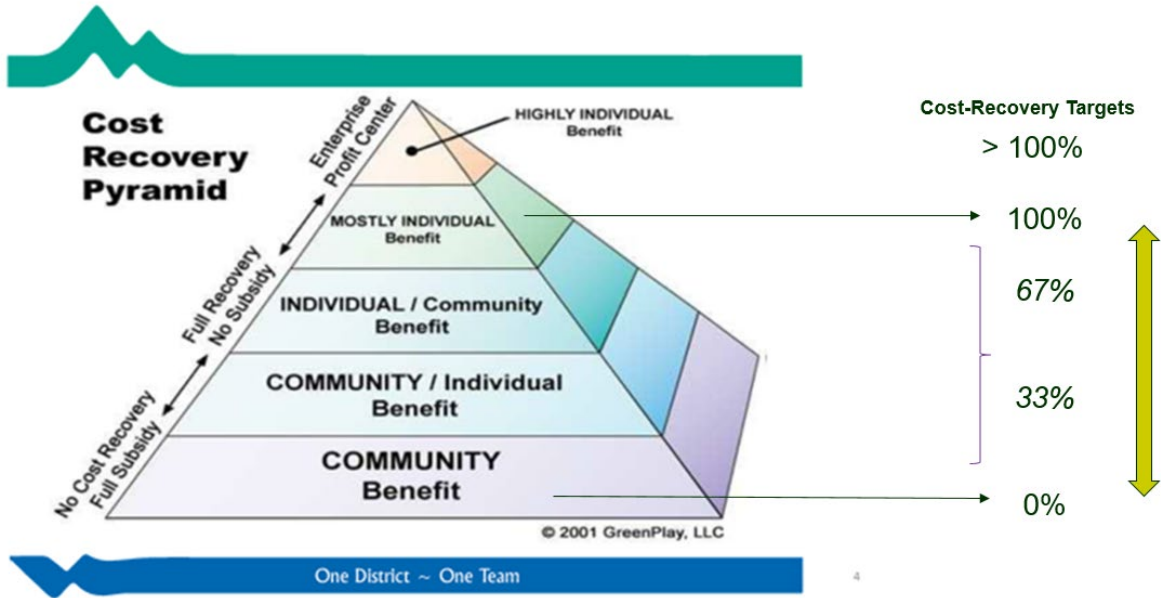 Cost
Recovery
Pyramid
Enterprise
Profit Center
Full Recovery
No Subsidy
No Cost Recovery
Full Subsidy
HIGHLY INDIVIDUAL
Benefit
MOSTLY INDIVIDUAL
Benefit
INDIVIDUAL / Community
Benefit
COMMUNITY / Individual
Benefit
COMMUNITY
Benefit
© 2001 GreenPlay, LLC
Cost-Recovery Targets
> 100%
100%
67%
33%
0%
One District ~ One Team
4